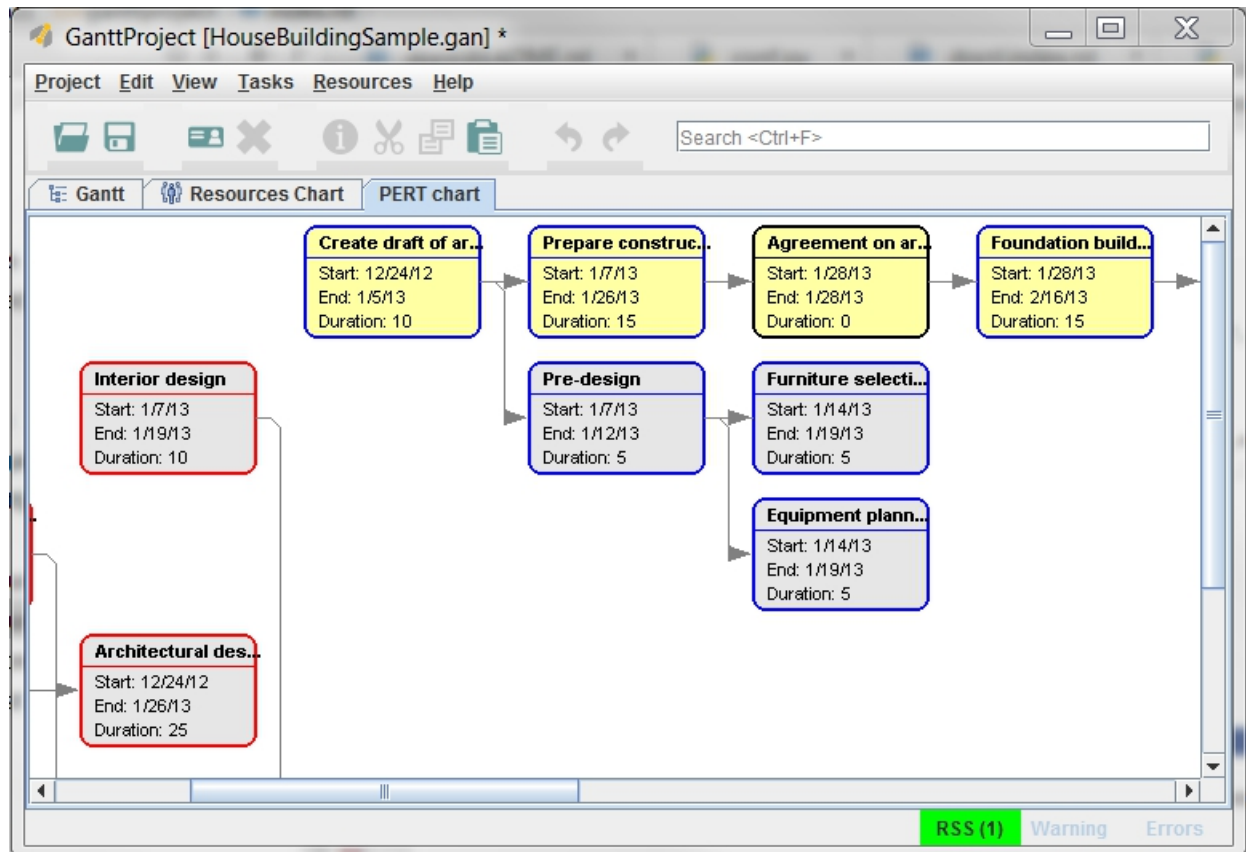 GanttProject [HouseBuildingSample.gan] *
Project Edit View Tasks Resources Help
Search <Ctrl+F>
Gantt Resources Chart PERT chart
Create draft of ar...
Start: 12/24/12
End: 1/5/13
Duration: 10
Prepare construc...
Start: 1/7/13
End: 1/26/13
Duration: 15
Agreement on ar...
Start: 1/28/13
End: 1/28/13
Duration: 0
Foundation build...
Start: 1/28/13
End: 2/16/13
Duration: 15
Interior design
Start: 1/7/13
End: 1/19/13
Duration: 10
Pre-design
Start: 1/7/13
End: 1/12/13
Duration: 5
Furniture selecti...
Start: 1/14/13
End: 1/19/13
Duration: 5
Equipment plann...
Start: 1/14/13
End: 1/19/13
Duration: 5
Architectural des...
Start: 12/24/12
End: 1/26/13
Duration: 25
RSS (1) Warning Errors